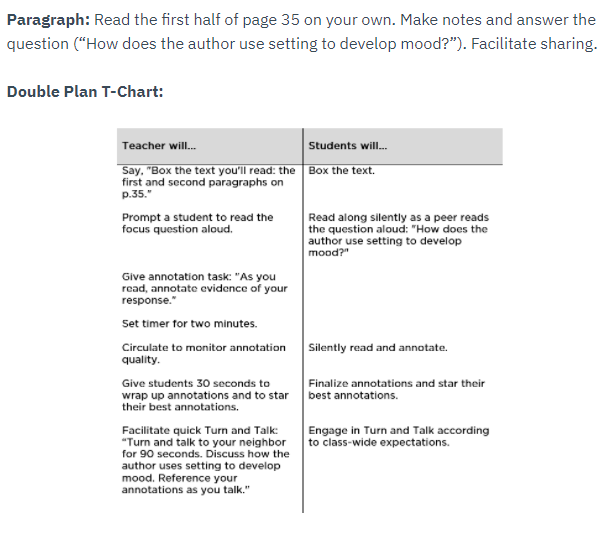 Paragraph: Read the first half of page 35 on your own. Make notes and answer the
question (“How does the author use setting to develop mood?”). Facilitate sharing.
Double Plan T-Chart:
Teacher will...
Students will...
Say, "Box the text you'll read: the
first and second paragraphs on
p.35."
Box the text.
Prompt a student to read the
focus question aloud.
Read along silently as a peer reads
the question aloud: "How does the
author use setting to develop
mood?"
Give annotation task: "As you
read, annotate evidence of your
response."
Set timer for two minutes.
Circulate to monitor annotation
quality.
Silently read and annotate.
Give students 30 seconds to
wrap up annotations and to star
their best annotations.
Finalize annotations and star their
best annotations.
Facilitate quick Turn and Talk:
"Turn and talk to your neighbor
for 90 seconds. Discuss how the
author uses setting to develop
mood. Reference your
annotations as you talk."
Engage in Turn and Talk according
to class-wide expectations.